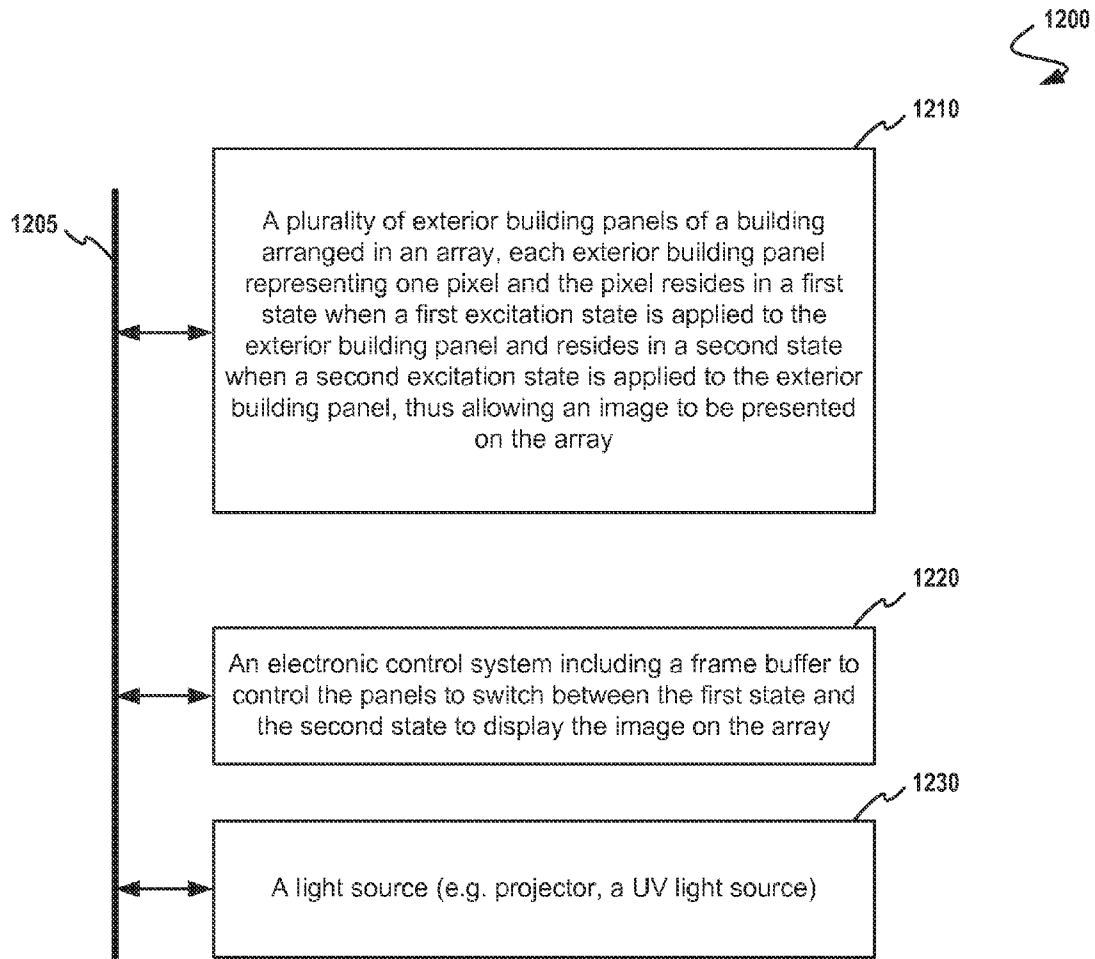 1200
1210
1205
A plurality of exterior building panels of a building
arranged in an array, each exterior building panel
representing one pixel and the pixel resides in a first
state when a first excitation state is applied to the
exterior building panel and resides in a second state
when a second excitation state is applied to the exterior
building panel, thus allowing an image to be presented
on the array
1220
An electronic control system including a frame buffer to
control the panels to switch between the first state and
the second state to display the image on the array
1230
A light source (e.g. projector, a UV light source)